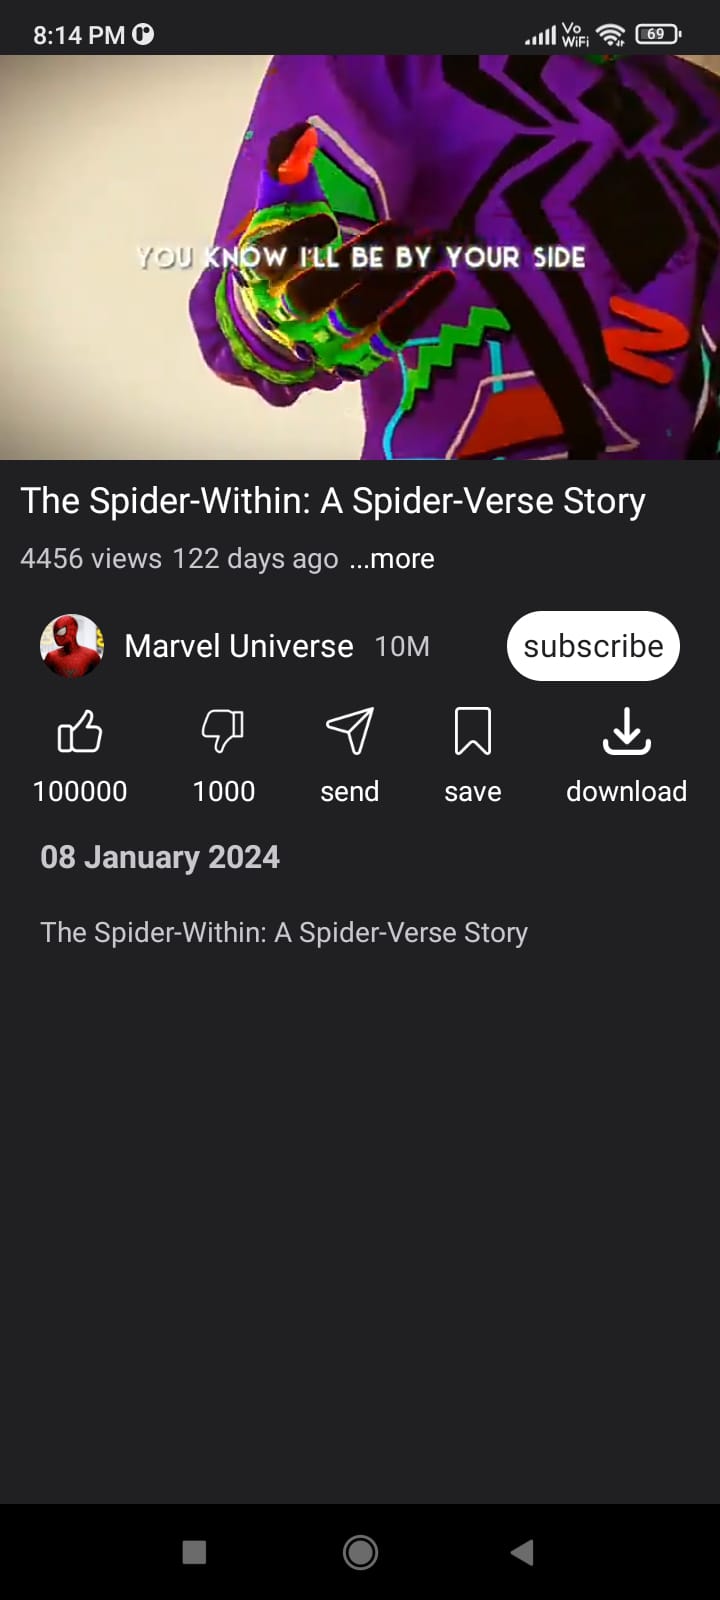 8:14 PM
Vo WiFi
69
YOU KNOW I'LL BE BY YOUR SIDE
The Spider-Within: A Spider-Verse Story
4456 views 122 days ago ...more
Marvel Universe 10M subscribe
100000 1000 send save download
08 January 2024
The Spider-Within: A Spider-Verse Story